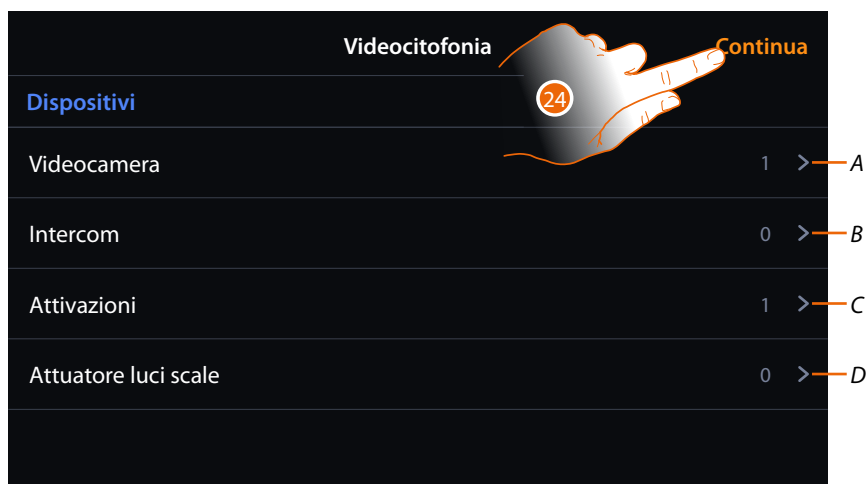 Videocitofonia Continua
24
Dispositivi
Videocamera 1 > A
Intercom 0 > B
Attivazioni 1 > C
Attuatore luci scale 0 > D